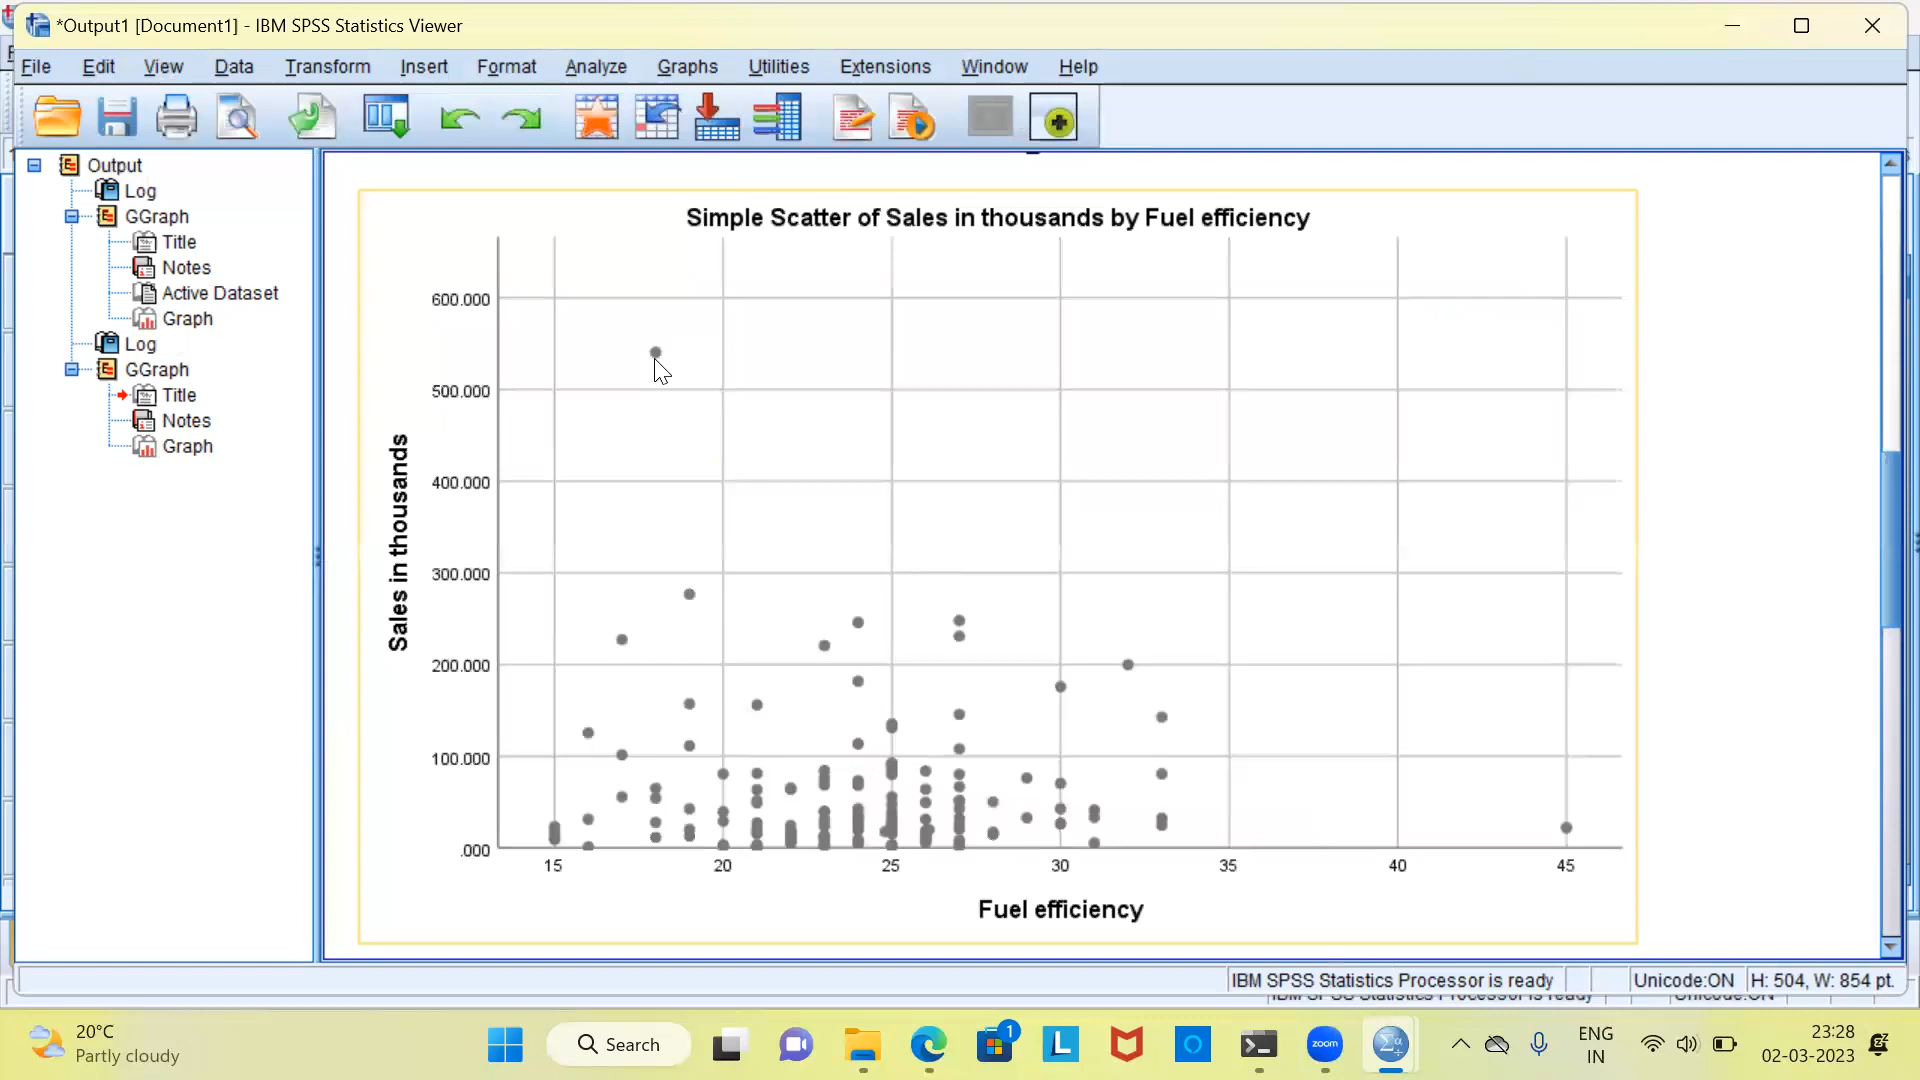 *Output1 [Document1] - IBM SPSS Statistics Viewer
File Edit View Data Transform Insert Format Analyze Graphs Utilities Extensions Window Help
Output
Log
GGraph
Title
Notes
Active Dataset
Graph
Log
GGraph
Title
Notes
Graph
Simple Scatter of Sales in thousands by Fuel efficiency
Sales in thousands
600.000
500.000
400.000
300.000
200.000
100.000
.000
15 20 25 30 35 40 45
Fuel efficiency
IBM SPSS Statistics Processor is ready Unicode:ON H: 504, W: 854 pt.
20°C
Partly cloudy
Search
1
L
zoom
ENG
IN
23:28
02-03-2023